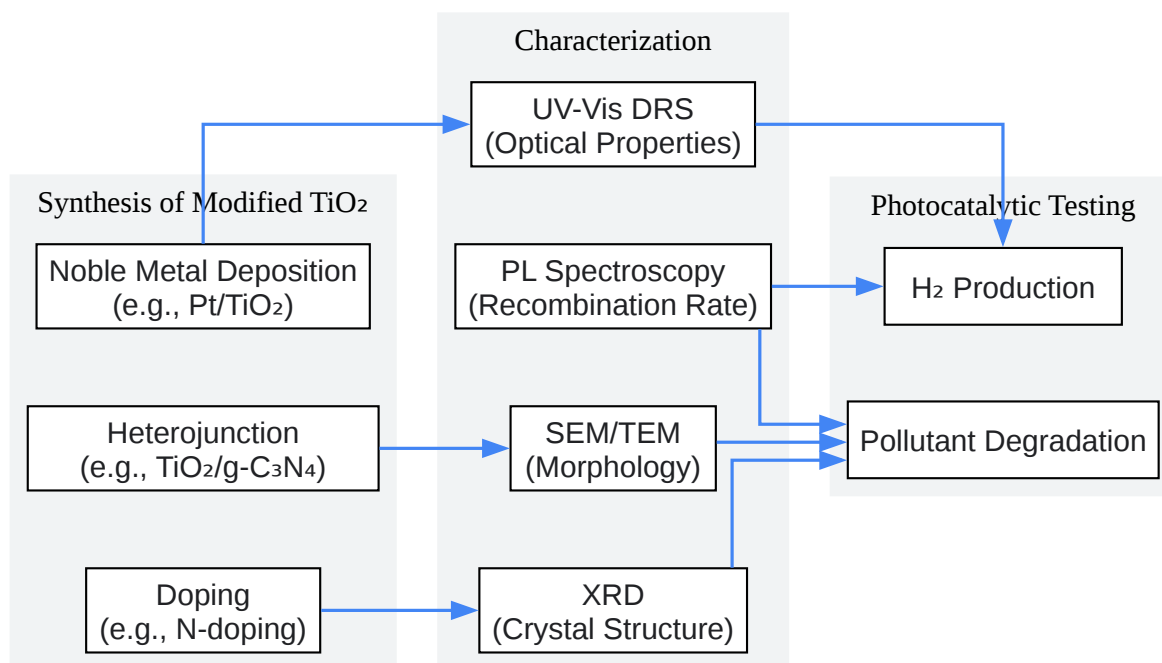 Characterization
UV-Vis DRS
(Optical Properties)
Synthesis of Modified TiO₂
Photocatalytic Testing
Noble Metal Deposition
(e.g., Pt/TiO₂)
PL Spectroscopy
(Recombination Rate)
H₂ Production
Heterojunction
(e.g., TiO₂/g-C₃N₄)
SEM/TEM
(Morphology)
Pollutant Degradation
Doping
(e.g., N-doping)
XRD
(Crystal Structure)